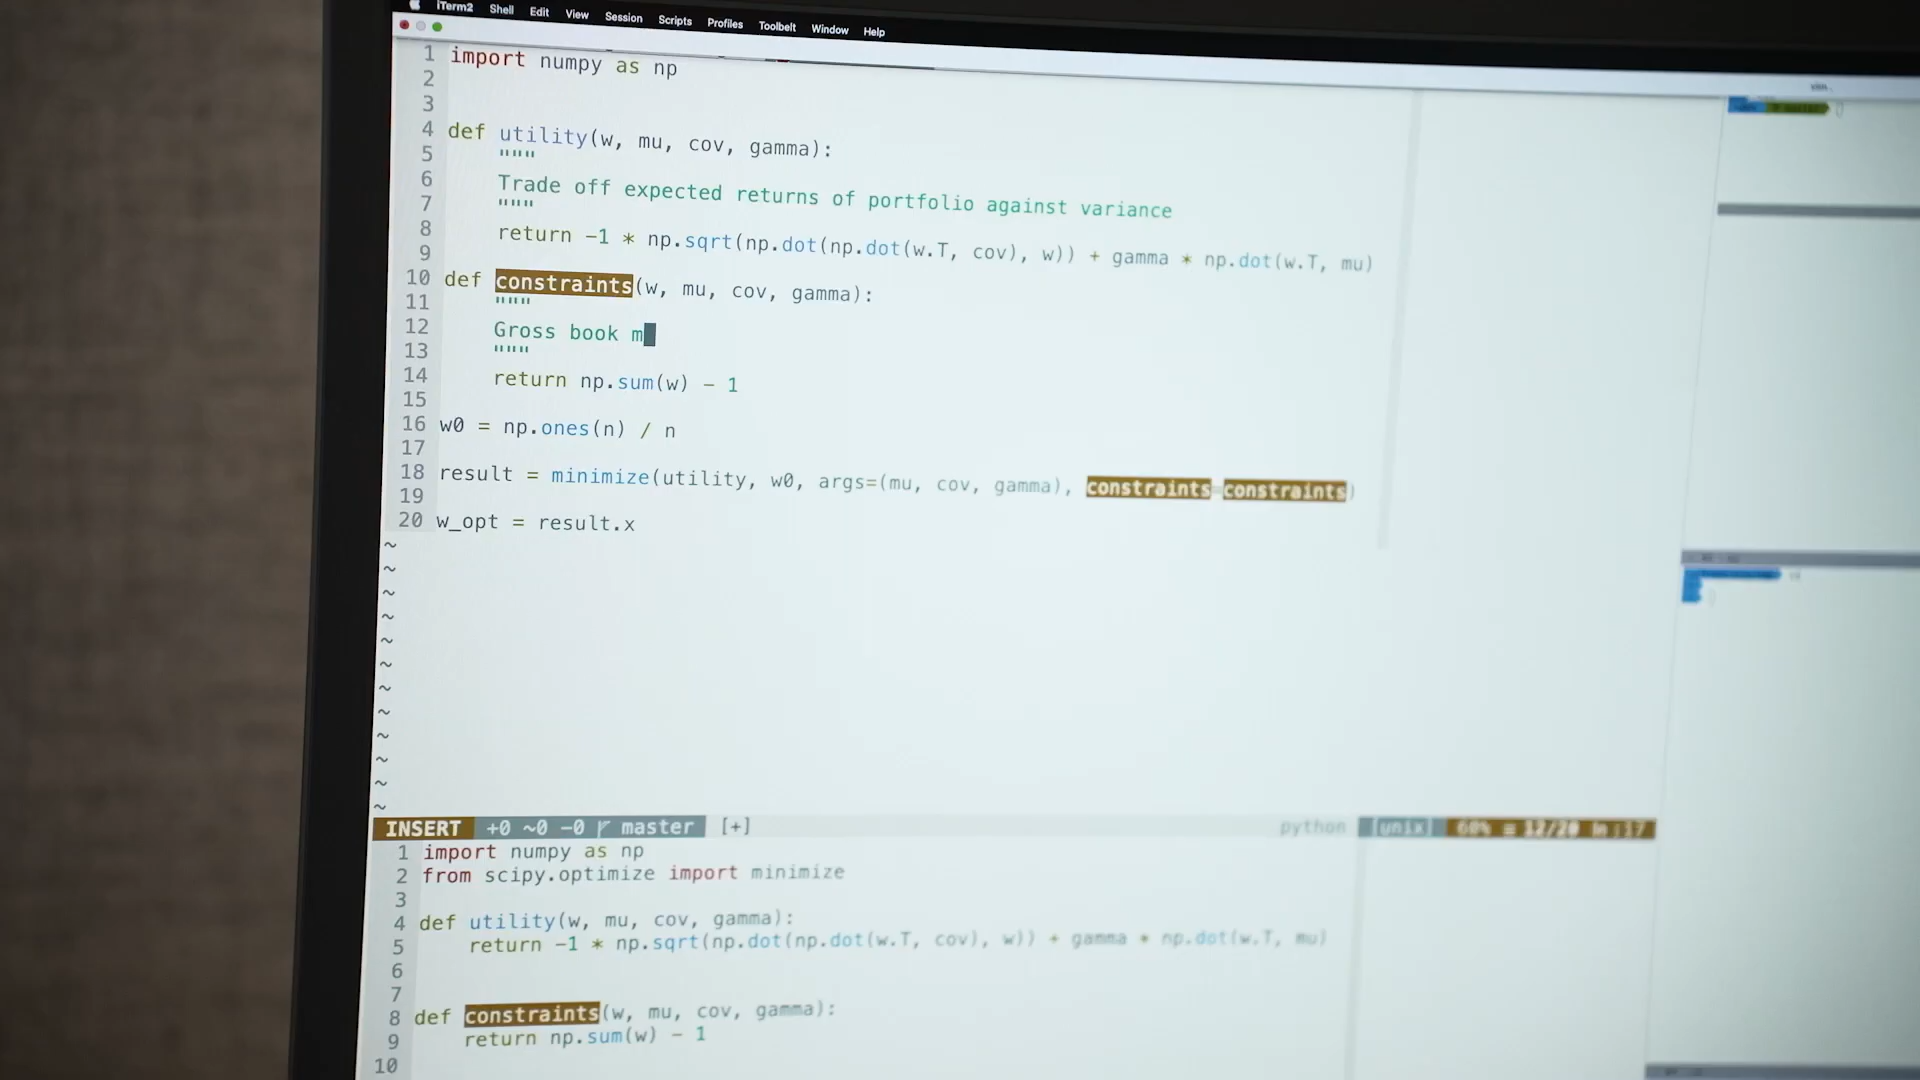 iTerm2 Shell Edit View Session Scripts Profiles Toolbelt Window Help
1 import numpy as np
2
3
4 def utility(w, mu, cov, gamma):
5 """
6 Trade off expected returns of portfolio against variance
7 """
8 return -1 * np.sqrt(np.dot(np.dot(w.T, cov), w)) + gamma * np.dot(w.T, mu)
9
10 def constraints(w, mu, cov, gamma):
11 """
12 Gross book m
13 """
14 return np.sum(w) - 1
15
16 w0 = np.ones(n) / n
17
18 result = minimize(utility, w0, args=(mu, cov, gamma), constraints=constraints)
19
20 w_opt = result.x
~
~
~
~
~
~
~
~
~
~
~
~
INSERT +0 ~0 -0 master [+] python [unix] 60% 12/20 ln :17
1 import numpy as np
2 from scipy.optimize import minimize
3
4 def utility(w, mu, cov, gamma):
5 return -1 * np.sqrt(np.dot(np.dot(w.T, cov), w)) + gamma * np.dot(w.T, mu)
6
7
8 def constraints(w, mu, cov, gamma):
9 return np.sum(w) - 1
10